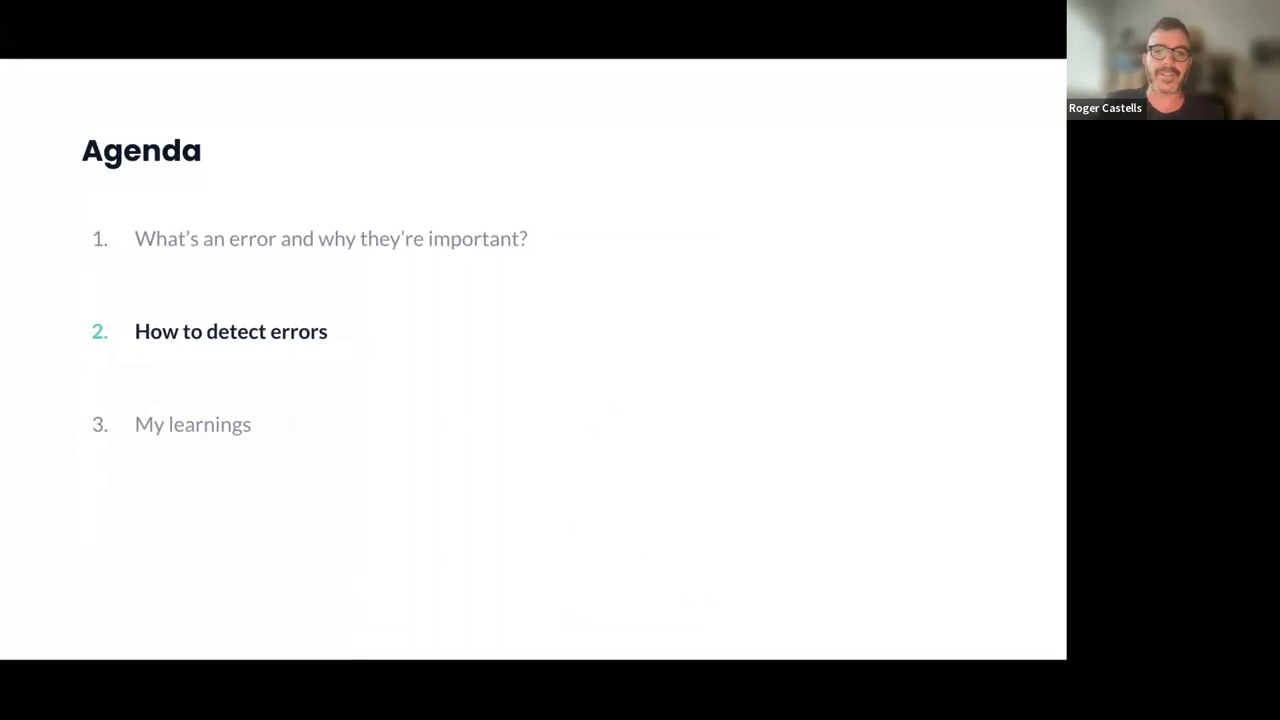 Agenda
1. What's an error and why they're important?
2. How to detect errors
3. My learnings
Roger Castells